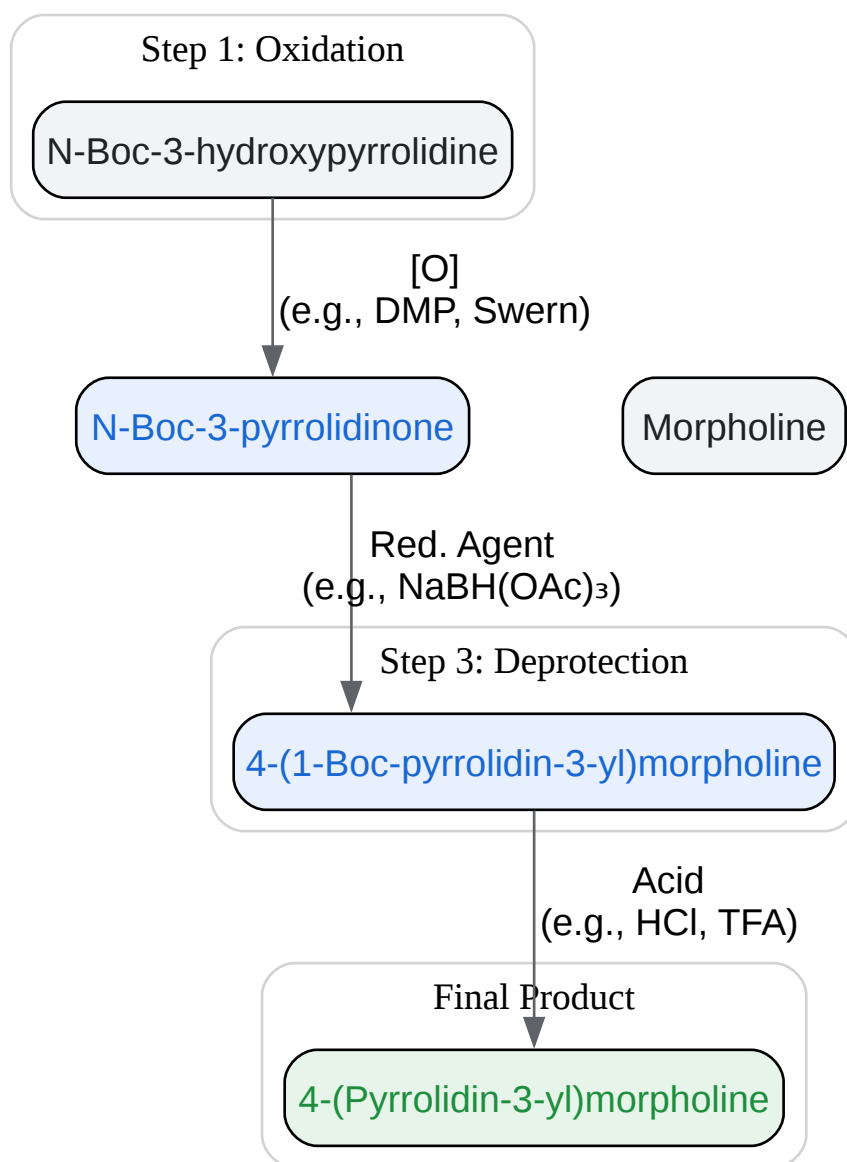 Step 1: Oxidation
N-Boc-3-hydroxypyrrolidine
[O]
(e.g., DMP, Swern)
N-Boc-3-pyrrolidinone
Morpholine
Red. Agent
(e.g., NaBH(OAc)₃)
Step 3: Deprotection
4-(1-Boc-pyrrolidin-3-yl)morpholine
Acid
(e.g., HCl, TFA)
Final Product
4-(Pyrrolidin-3-yl)morpholine